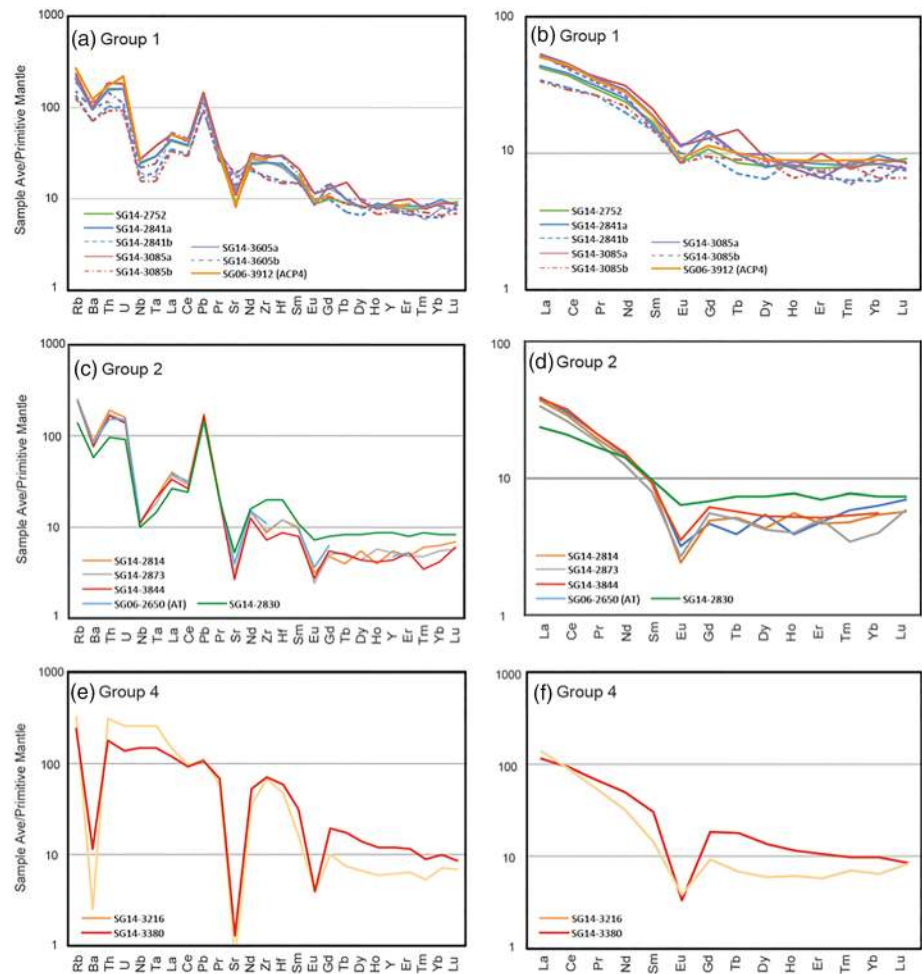 (a) Group 1
1000
100
10
1
Sample Ave/Primitive Mantle
SG14-2752
SG14-2841a
SG14-2841b
SG14-3085a
SG14-3085b
SG14-3605a
SG14-3605b
SG06-3912 (ACP4)
Rb Ba Th U Nb Ta La Ce Pb Pr Sr Nd Zr Hf Sm Eu Gd Tb Dy Ho Y Er Tm Yb Lu
(b) Group 1
100
10
1
SG14-2752
SG14-2841a
SG14-2841b
SG14-3085a
SG14-3085b
SG14-3085a
SG14-3085b
SG06-3912 (ACP4)
La Ce Pr Nd Sm Eu Gd Tb Dy Ho Er Tm Yb Lu
(c) Group 2
1000
100
10
1
Sample Ave/Primitive Mantle
SG14-2814
SG14-2873
SG14-3844
SG06-2650 (AT)
SG14-2830
Rb Ba Th U Nb Ta La Ce Pb Pr Sr Nd Zr Hf Sm Eu Gd Tb Dy Ho Y Er Tm Yb Lu
(d) Group 2
100
10
1
SG14-2814
SG14-2873
SG14-3844
SG06-2650 (AT)
SG14-2830
La Ce Pr Nd Sm Eu Gd Tb Dy Ho Er Tm Yb Lu
(e) Group 4
1000
100
10
1
Sample Ave/Primitive Mantle
SG14-3216
SG14-3380
Rb Ba Th U Nb Ta La Ce Pb Pr Sr Nd Zr Hf Sm Eu Gd Tb Dy Ho Y Er Tm Yb Lu
(f) Group 4
1000
100
10
1
SG14-3216
SG14-3380
La Ce Pr Nd Sm Eu Gd Tb Dy Ho Er Tm Yb Lu